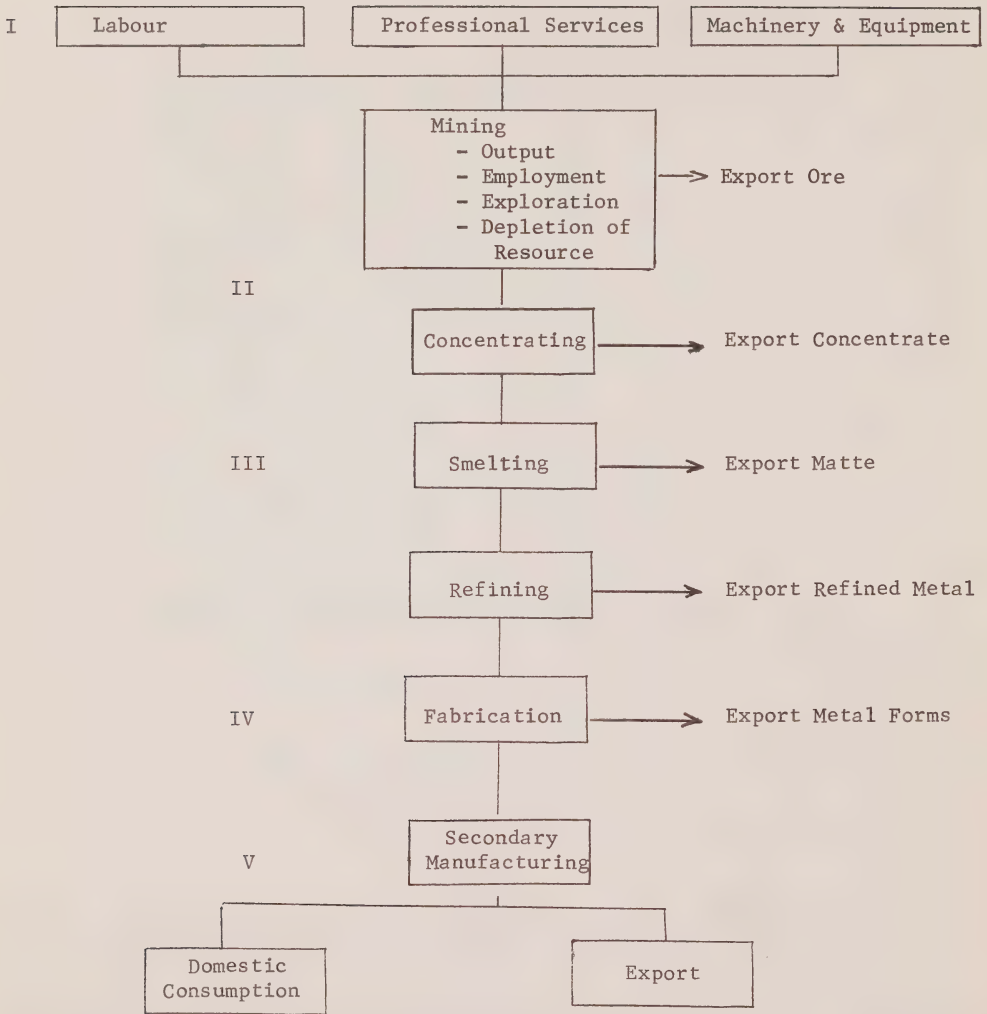 I Labour Professional Services Machinery & Equipment
Mining
- Output
- Employment
- Exploration
- Depletion of
Resource
Export Ore
II
Concentrating Export Concentrate
III Smelting Export Matte
Refining Export Refined Metal
IV Fabrication Export Metal Forms
Secondary
Manufacturing
V
Domestic
Consumption
Export